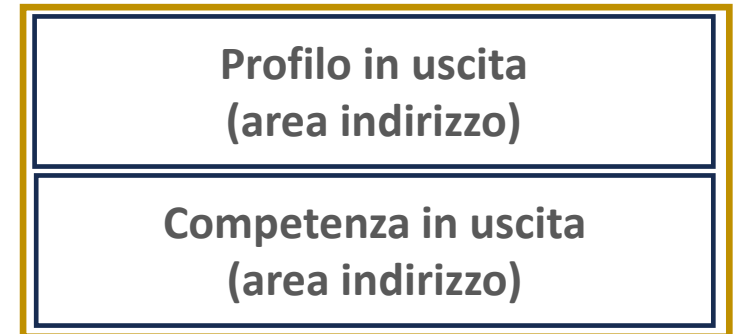 Profilo in uscita
(area indirizzo)
Competenza in uscita
(area indirizzo)